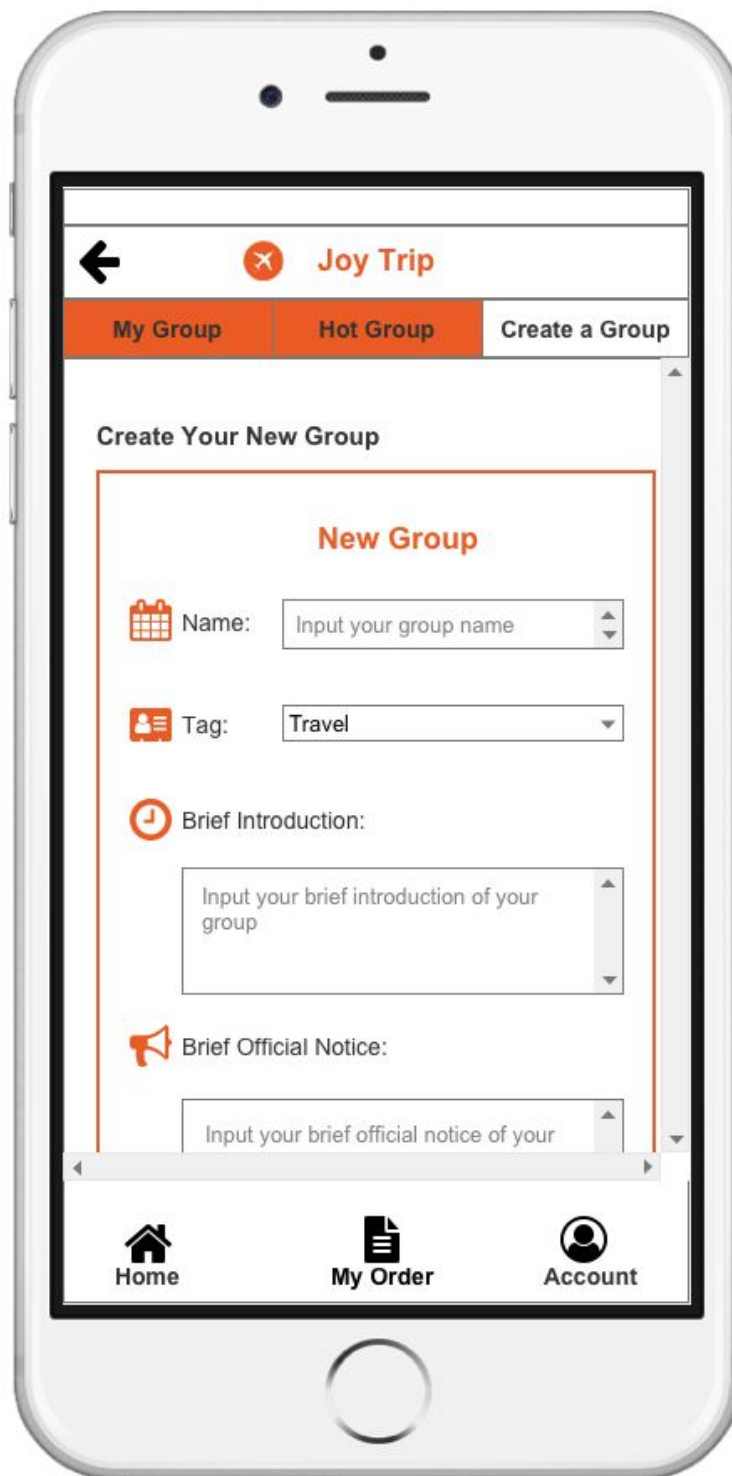 Joy Trip
My Group Hot Group Create a Group
Create Your New Group
New Group
Name: Input your group name
Tag: Travel
Brief Introduction:
Input your brief introduction of your
group
Brief Official Notice:
Input your brief official notice of your
Home My Order Account